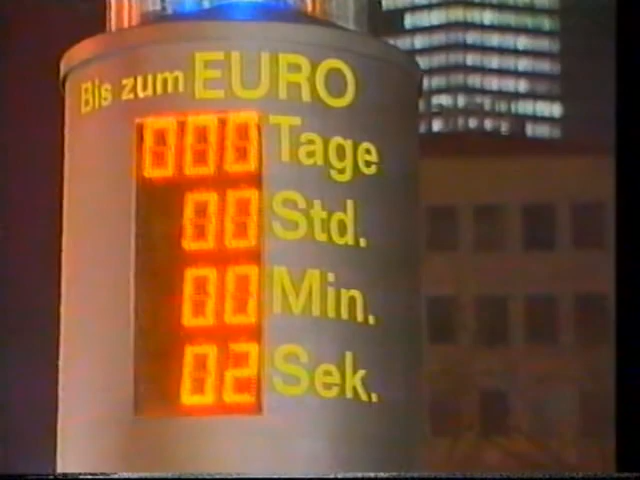 Bis zum EURO
000 Tage
00 Std.
00 Min.
02 Sek.